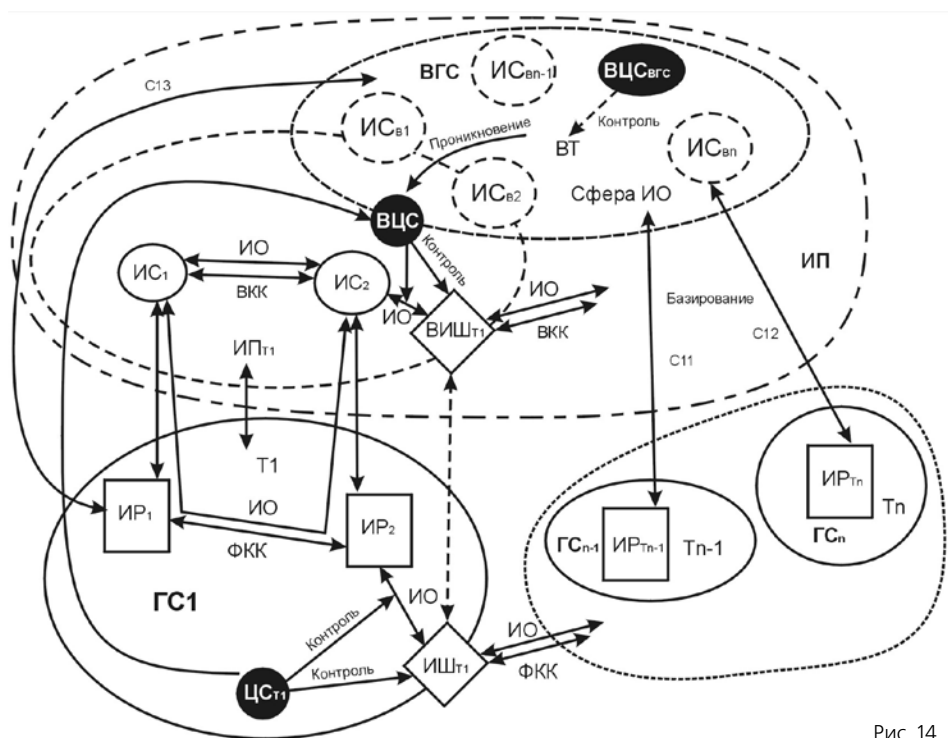 ВГС
ИСвn-1
ВЦСВГС
С13
ИСв1
Проникновение
Контроль
ВТ
ИСвn
ИСв2
Сфера ИО
ВЦС
ИП
ИО
ИС1
ВКК
ИС2
Контроль
ИО
ВИШТ1
ИО
ВКК
Базирование
С12
С11
ИПТ1
Т1
ИР1
ИО
ФКК
ИР2
ИРТn
Тn
ГСn
ГСn-1
ИРТn-1
Тn-1
ГС1
ИО
Контроль
Контроль
ЦСТ1
ИШТ1
ИО
ФКК
Рис. 14